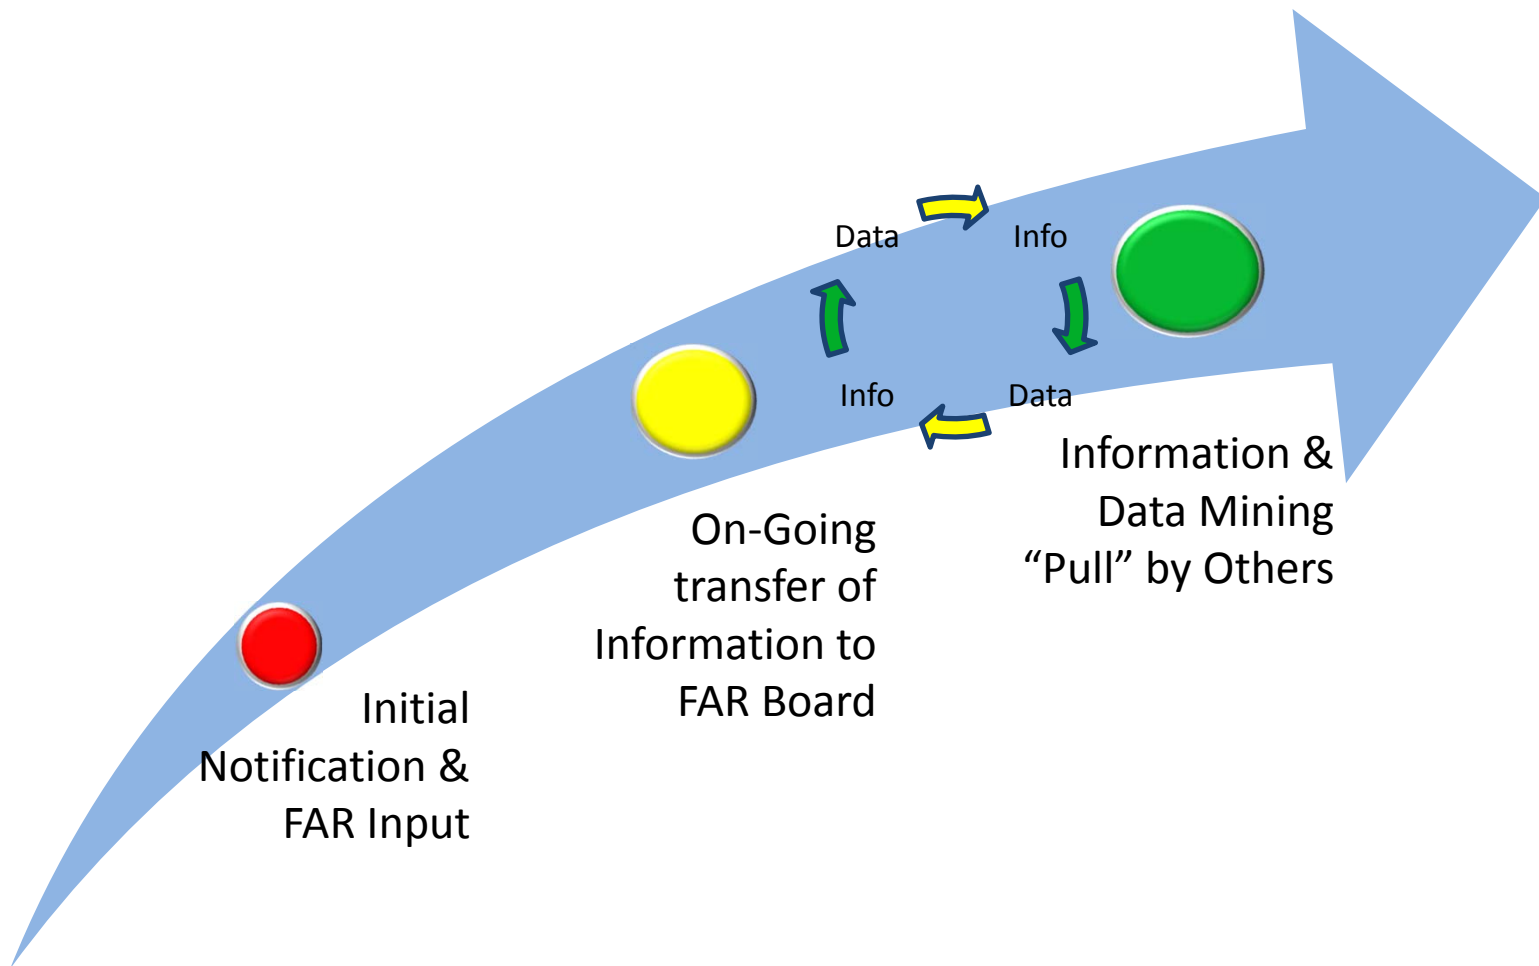 Data
Info
Info
Data
Information &
Data Mining
“Pull” by Others
On-Going
transfer of
Information to
FAR Board
Initial
Notification &
FAR Input